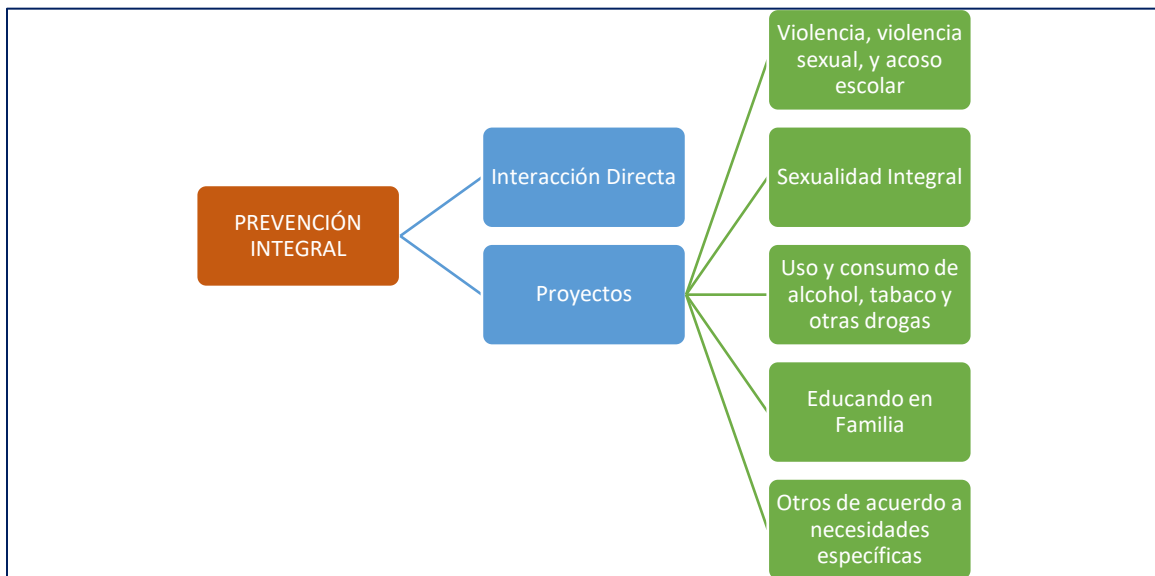 PREVENCIÓN
INTEGRAL
Interacción Directa
Proyectos
Violencia, violencia
sexual, y acoso
escolar
Sexualidad Integral
Uso y consumo de
alcohol, tabaco y
otras drogas
Educando en
Familia
Otros de acuerdo a
necesidades
específicas